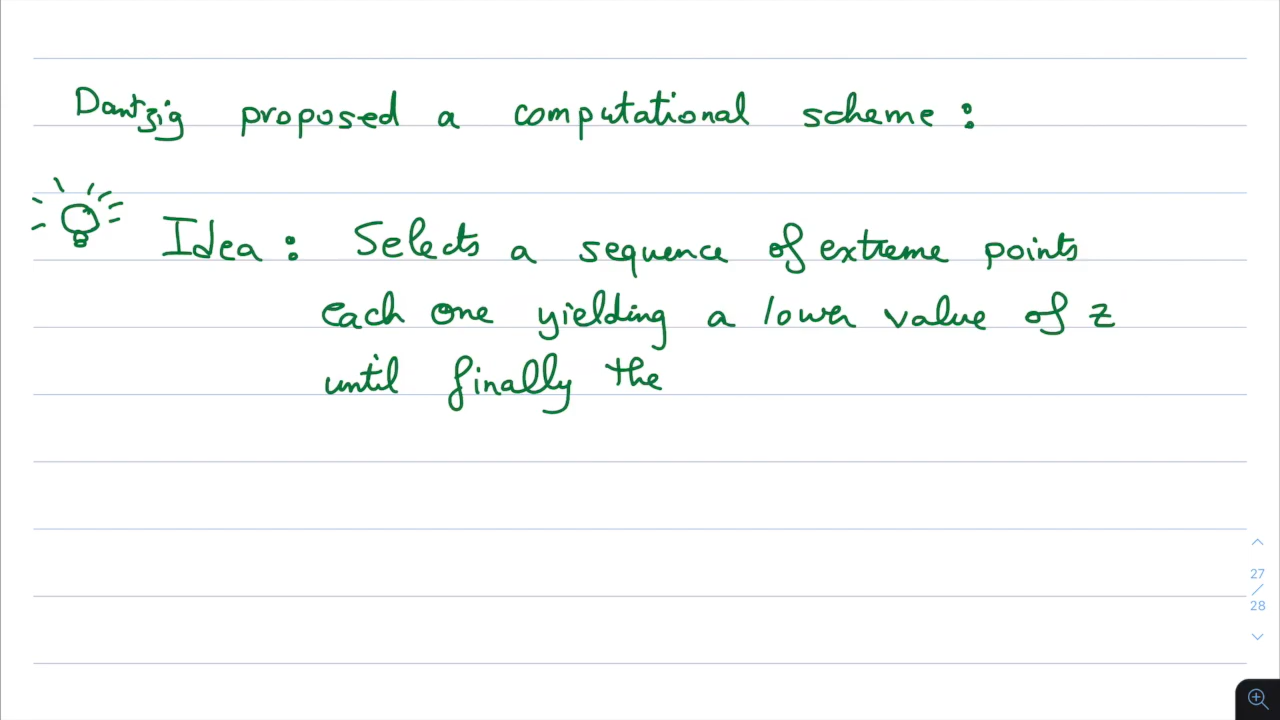 Dantzig proposed a computational scheme:
Idea: Selects a sequence of extreme points
each one yielding a lower value of z
until finally the
27
/
28